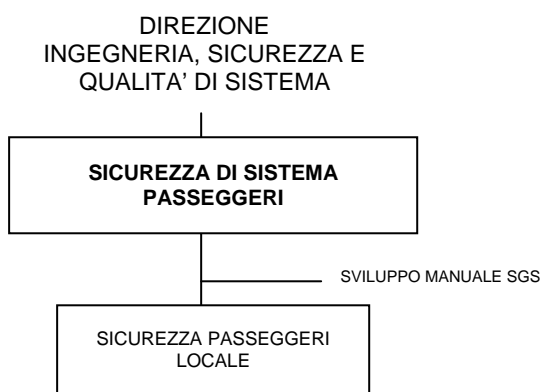 DIREZIONE
INGEGNERIA, SICUREZZA E
QUALITA’ DI SISTEMA
SICUREZZA DI SISTEMA
PASSEGGERI
SVILUPPO MANUALE SGS
SICUREZZA PASSEGGERI
LOCALE